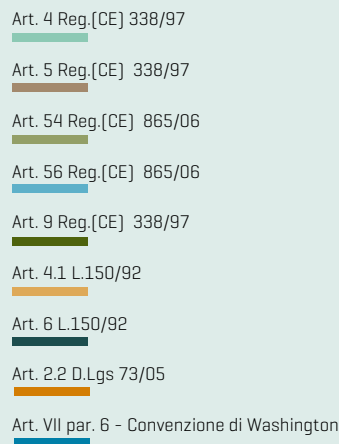 Art. 4 Reg.(CE) 338/97
Art. 5 Reg.(CE) 338/97
Art. 54 Reg.(CE) 865/06
Art. 56 Reg.(CE) 865/06
Art. 9 Reg.(CE) 338/97
Art. 4.1 L.150/92
Art. 6 L.150/92
Art. 2.2 D.Lgs 73/05
Art. VII par. 6 - Convenzione di Washington